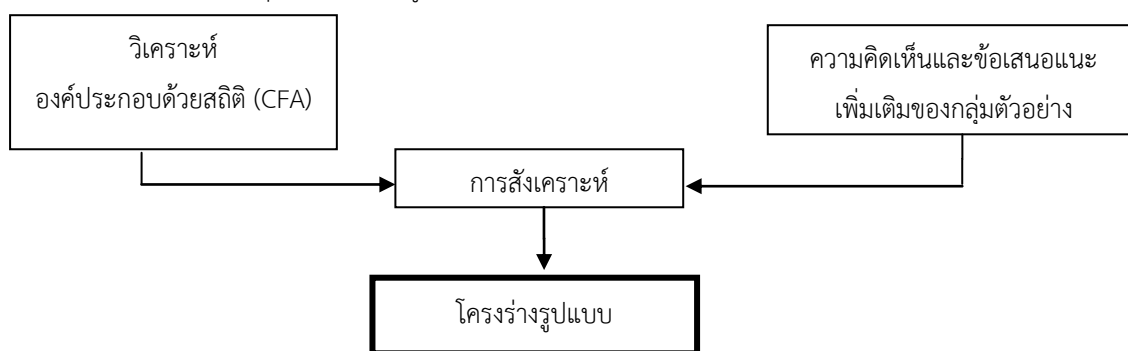 วิเคราะห์
องค์ประกอบด้วยสถิติ (CFA)
ความคิดเห็นและข้อเสนอแนะ
เพิ่มเติมของกลุ่มตัวอย่าง
การสังเคราะห์
โครงร่างรูปแบบ